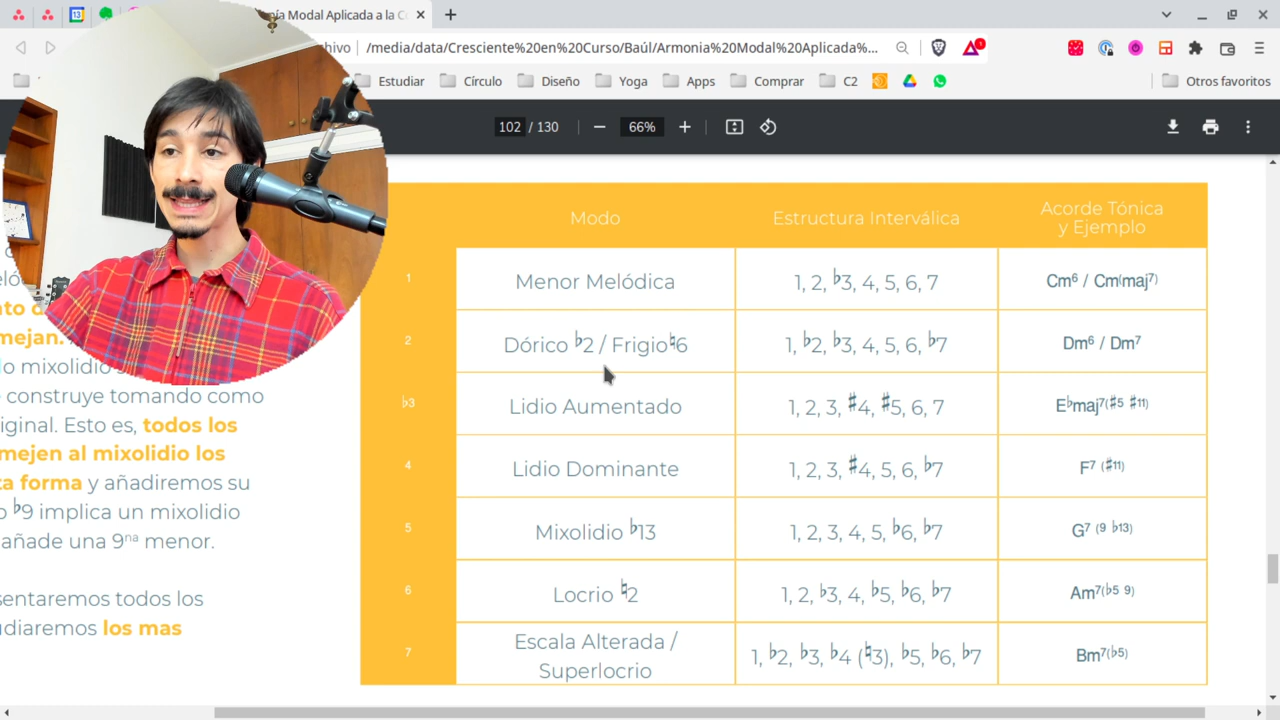 nía Modal Aplicada a la C
chivo /media/data/Cresciente%20en%20Curso/Baúl/Armonia%20Modal%20Aplicada%...
Estudiar Círculo Diseño Yoga Apps Comprar C2 Otros favoritos
102 / 130 66%
Modo Estructura Interválica Acorde Tónica
y Ejemplo
1 Menor Melódica 1, 2, ♭3, 4, 5, 6, 7 Cm6 / Cm(maj7)
2 Dórico ♭2 / Frigio♮6 1, ♭2, ♭3, 4, 5, 6, ♭7 Dm6 / Dm7
♭3 Lidio Aumentado 1, 2, 3, ♯4, ♯5, 6, 7 E♭maj7(♯5 ♯11)
4 Lidio Dominante 1, 2, 3, ♯4, 5, 6, ♭7 F7 (♯11)
5 Mixolidio ♭13 1, 2, 3, 4, 5, ♭6, ♭7 G7 (9 ♭13)
6 Locrio ♮2 1, 2, ♭3, 4, ♭5, ♭6, ♭7 Am7(♭5 9)
7 Escala Alterada /
Superlocrio 1, ♭2, ♭3, ♭4 (♮3), ♭5, ♭6, ♭7 Bm7(♭5)
nto d
mejan.
lo mixolidio
e construye tomando como
iginal. Esto es, todos los
mejen al mixolidio los
ta forma y añadiremos su
o ♭9 implica un mixolidio
añade una 9na menor.
sentaremos todos los
udiaremos los mas